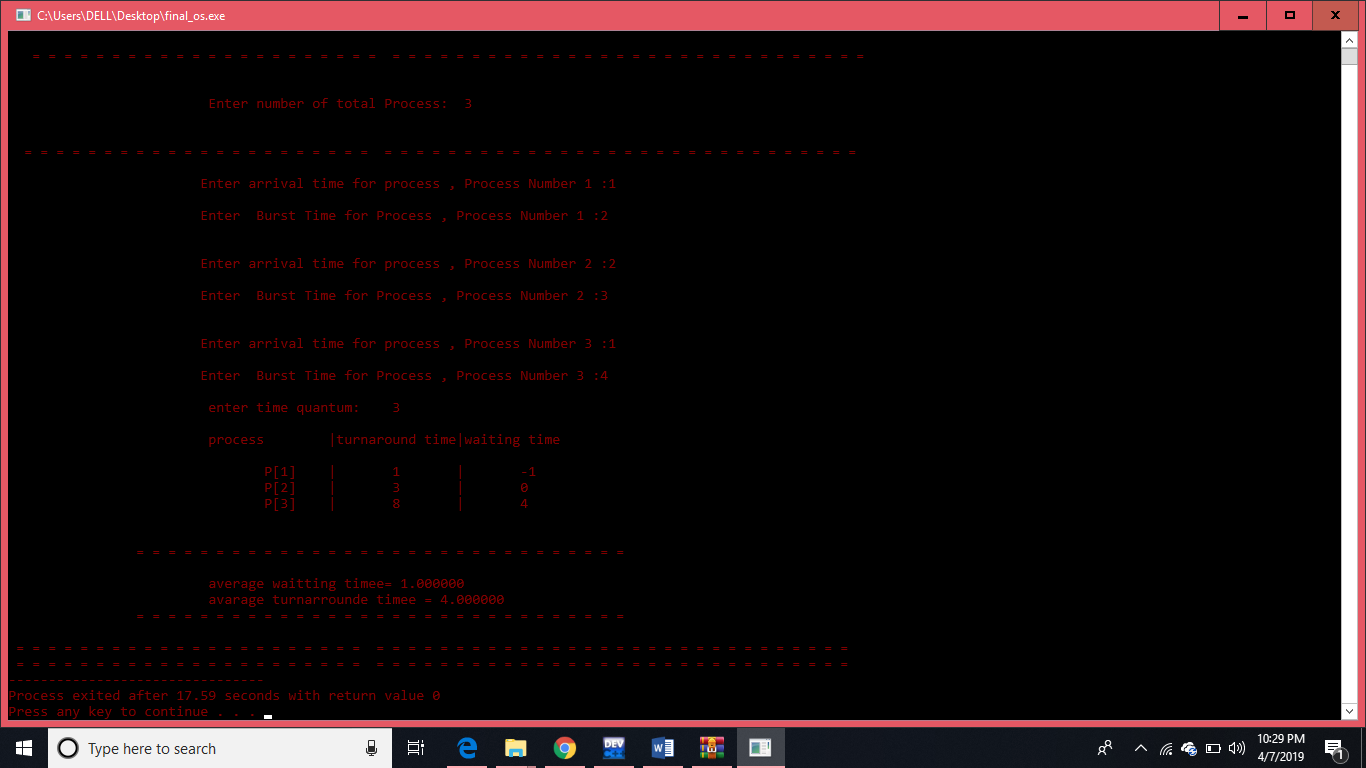 C:\Users\DELL\Desktop\final_os.exe
= = = = = = = = = = = = = = = = = = = = = =  = = = = = = = = = = = = = = = = = = = = = = = = = = = = = =
Enter number of total Process:  3
= = = = = = = = = = = = = = = = = = = = = =  = = = = = = = = = = = = = = = = = = = = = = = = = = = = = =
Enter arrival time for process , Process Number 1 :1
Enter  Burst Time for Process , Process Number 1 :2
Enter arrival time for process , Process Number 2 :2
Enter  Burst Time for Process , Process Number 2 :3
Enter arrival time for process , Process Number 3 :1
Enter  Burst Time for Process , Process Number 3 :4
enter time quantum:    3
process        |turnaround time|waiting time
P[1]    |       1       |       -1
P[2]    |       3       |       0
P[3]    |       8       |       4
= = = = = = = = = = = = = = = = = = = = = = = = = = = = = = =
average waitting timee= 1.000000
avarage turnarrounde timee = 4.000000
= = = = = = = = = = = = = = = = = = = = = = = = = = = = = = =
= = = = = = = = = = = = = = = = = = = = = =  = = = = = = = = = = = = = = = = = = = = = = = = = = = = = =
= = = = = = = = = = = = = = = = = = = = = =  = = = = = = = = = = = = = = = = = = = = = = = = = = = = = =
--------------------------------
Process exited after 17.59 seconds with return value 0
Press any key to continue . . .
Type here to search
DEV
10:29 PM
4/7/2019
1